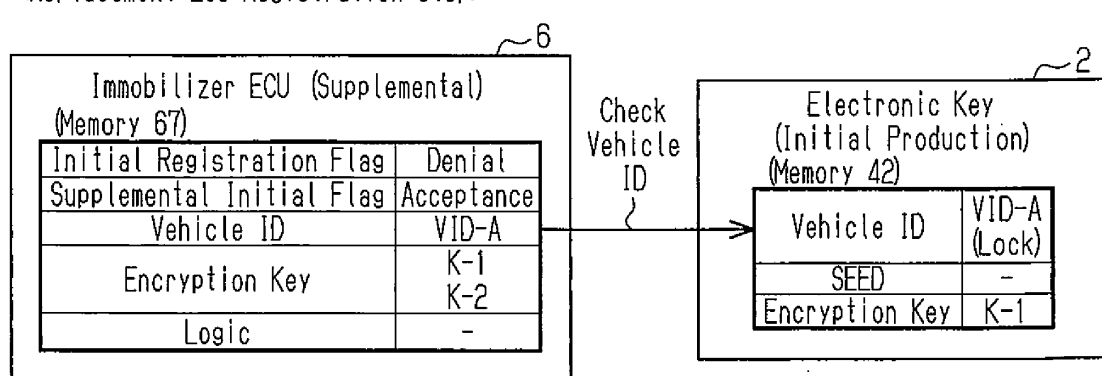 6
Immobilizer ECU (Supplemental)
(Memory 67)
Initial Registration Flag Denial
Supplemental Initial Flag Acceptance
Vehicle ID VID-A
Encryption Key K-1
K-2
Logic -
Check
Vehicle
ID
2
Electronic Key
(Initial Production)
(Memory 42)
Vehicle ID VID-A
(Lock)
SEED -
Encryption Key K-1